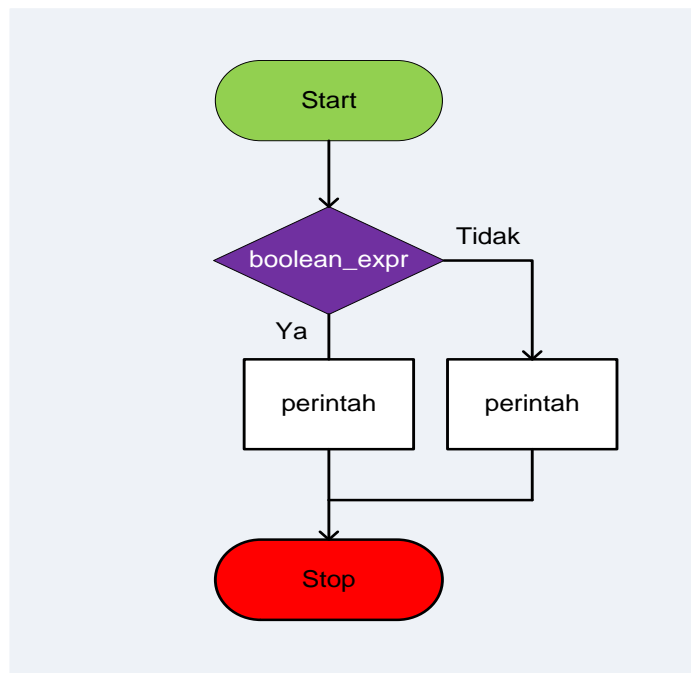 Start
boolean_expr
Tidak
Ya
perintah
perintah
Stop